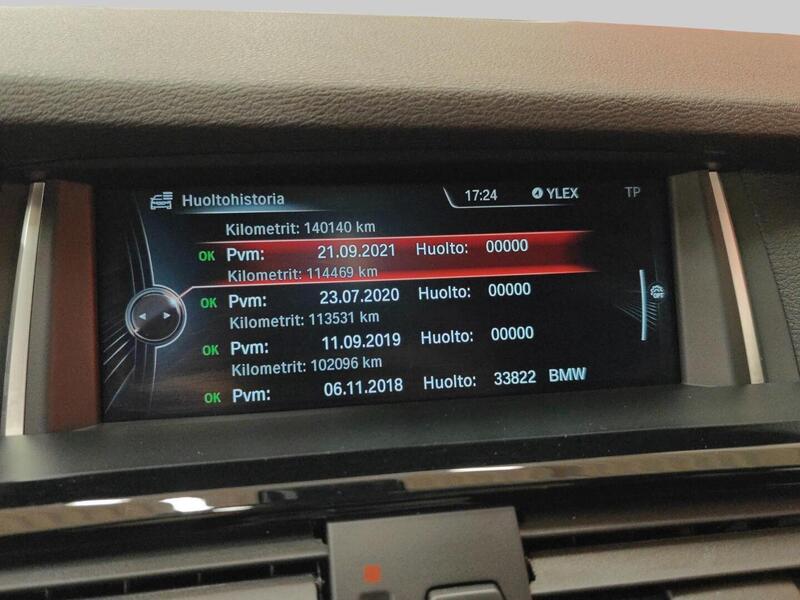 Huoltohistoria 17:24 YLEX TP
Kilometrit: 140140 km
OK Pvm: 21.09.2021 Huolto: 00000
Kilometrit: 114469 km
OK Pvm: 23.07.2020 Huolto: 00000
Kilometrit: 113531 km
OK Pvm: 11.09.2019 Huolto: 00000
Kilometrit: 102096 km
OK Pvm: 06.11.2018 Huolto: 33822 BMW